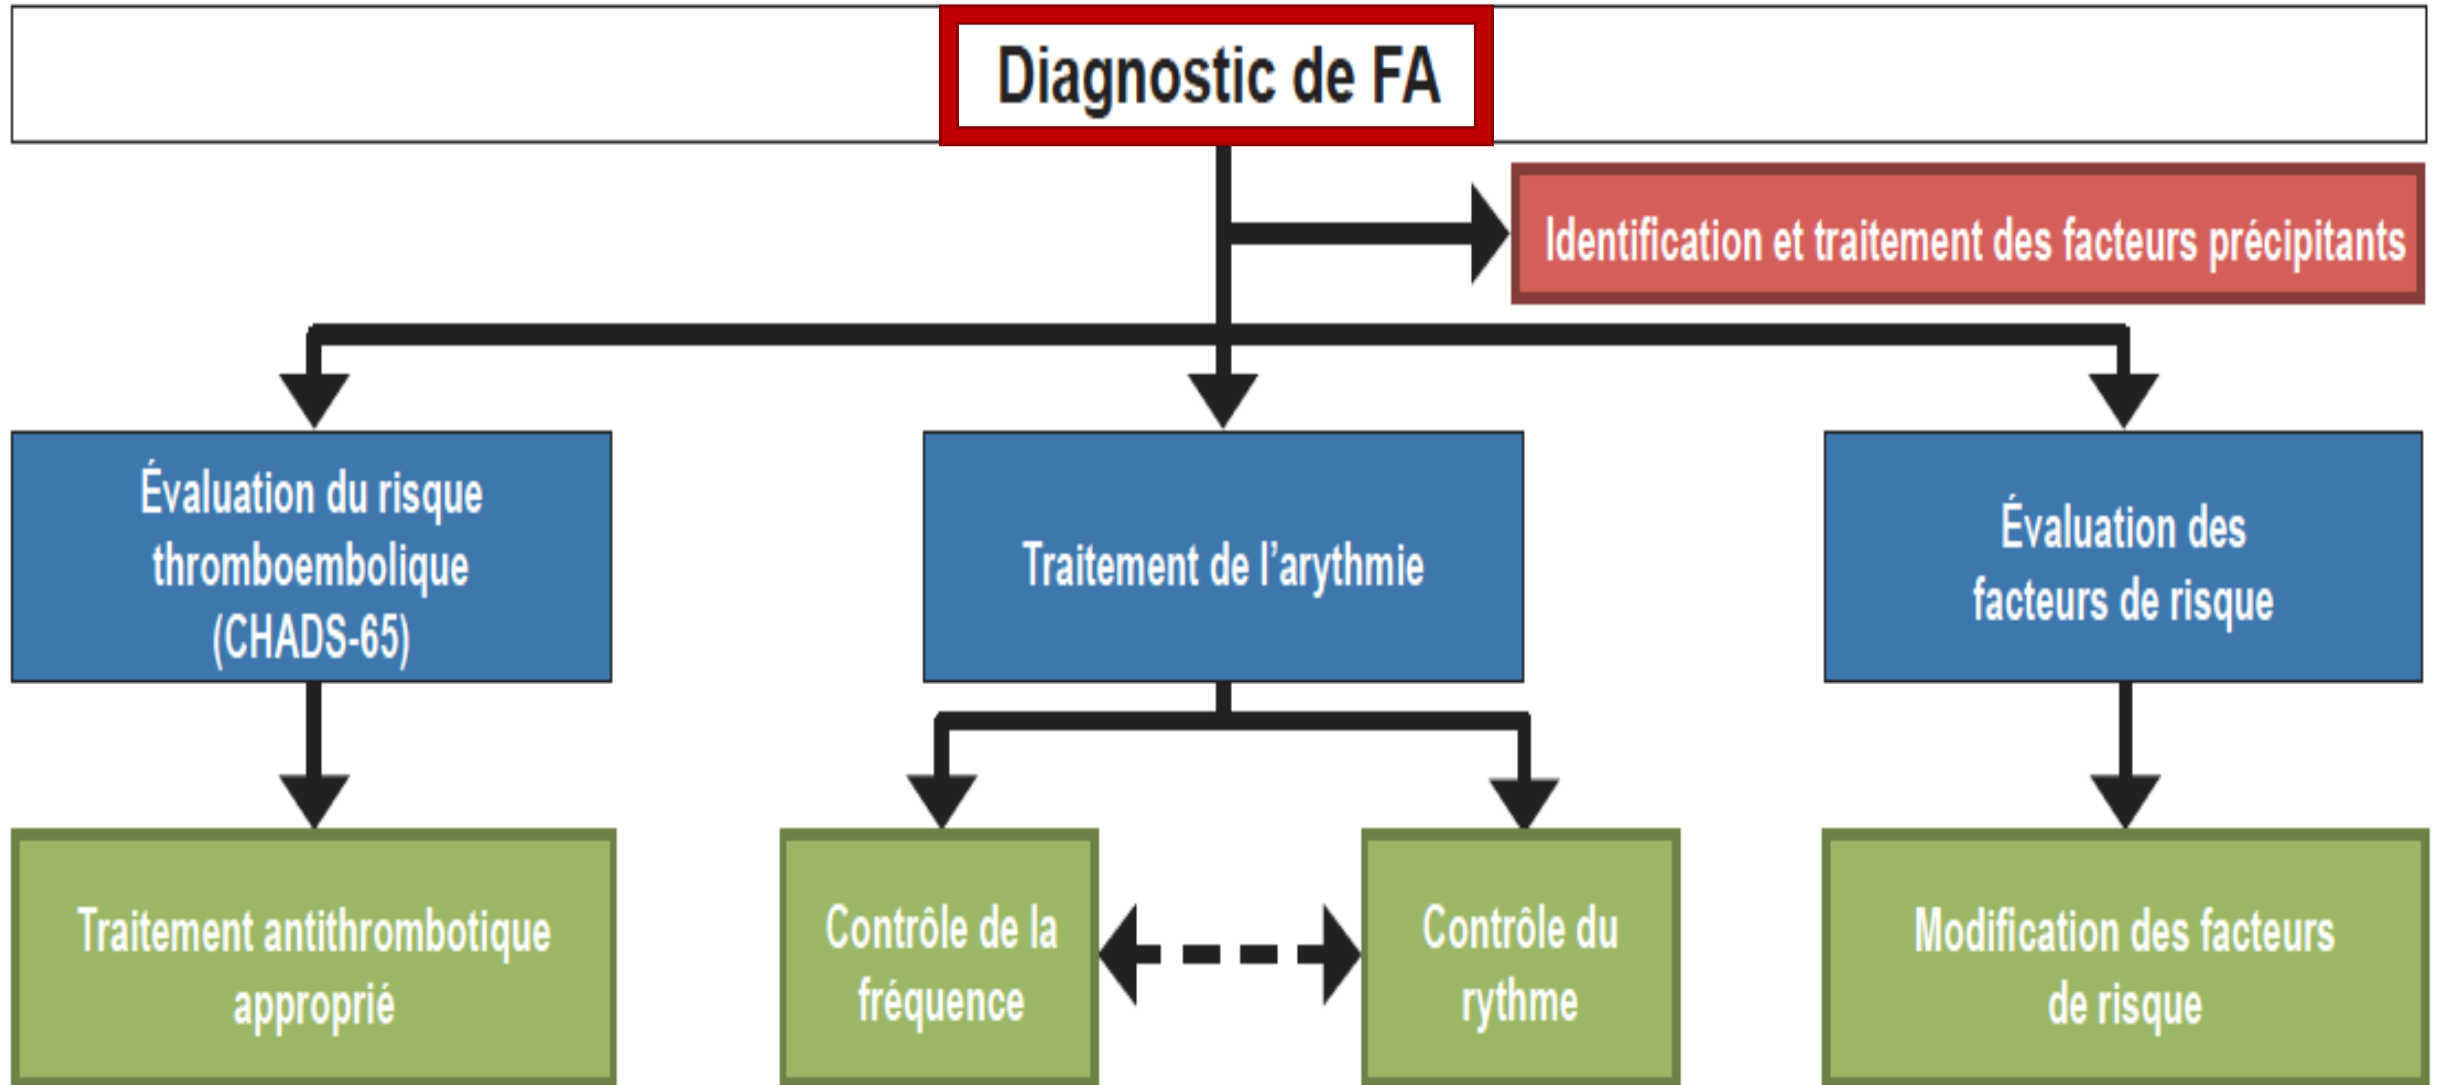 Diagnostic de FA
Identification et traitement des facteurs précipitants
Évaluation du risque
thromboembolique
(CHADS-65)
Traitement de l’arythmie
Évaluation des
facteurs de risque
Traitement antithrombotique
approprié
Contrôle de la
fréquence
Contrôle du
rythme
Modification des facteurs
de risque